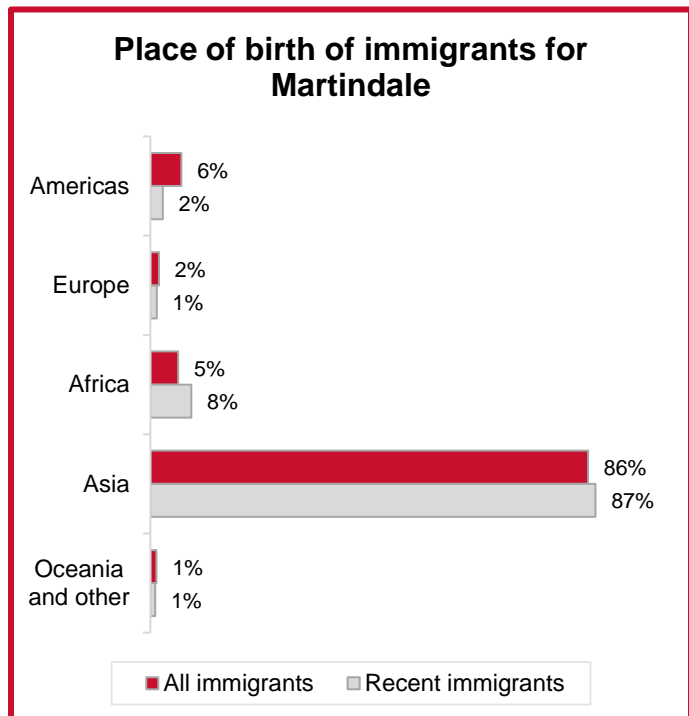 Place of birth of immigrants for
Martindale
Americas
6%
2%
Europe
2%
1%
Africa
5%
8%
Asia
86%
87%
Oceania
and other
1%
1%
All immigrants
Recent immigrants